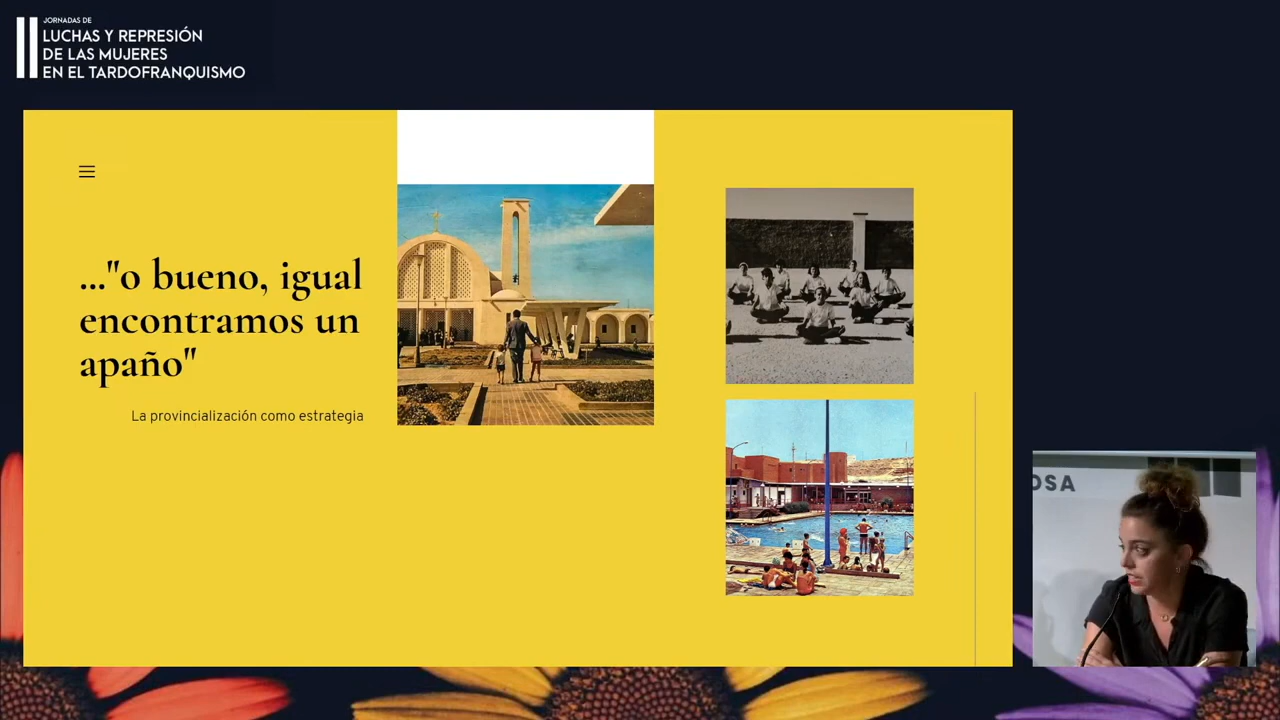 JORNADAS DE
LUCHAS Y REPRESIÓN
DE LAS MUJERES
EN EL TARDOFRANQUISMO
..."o bueno, igual
encontramos un
apaño"
La provincialización como estrategia
OSA